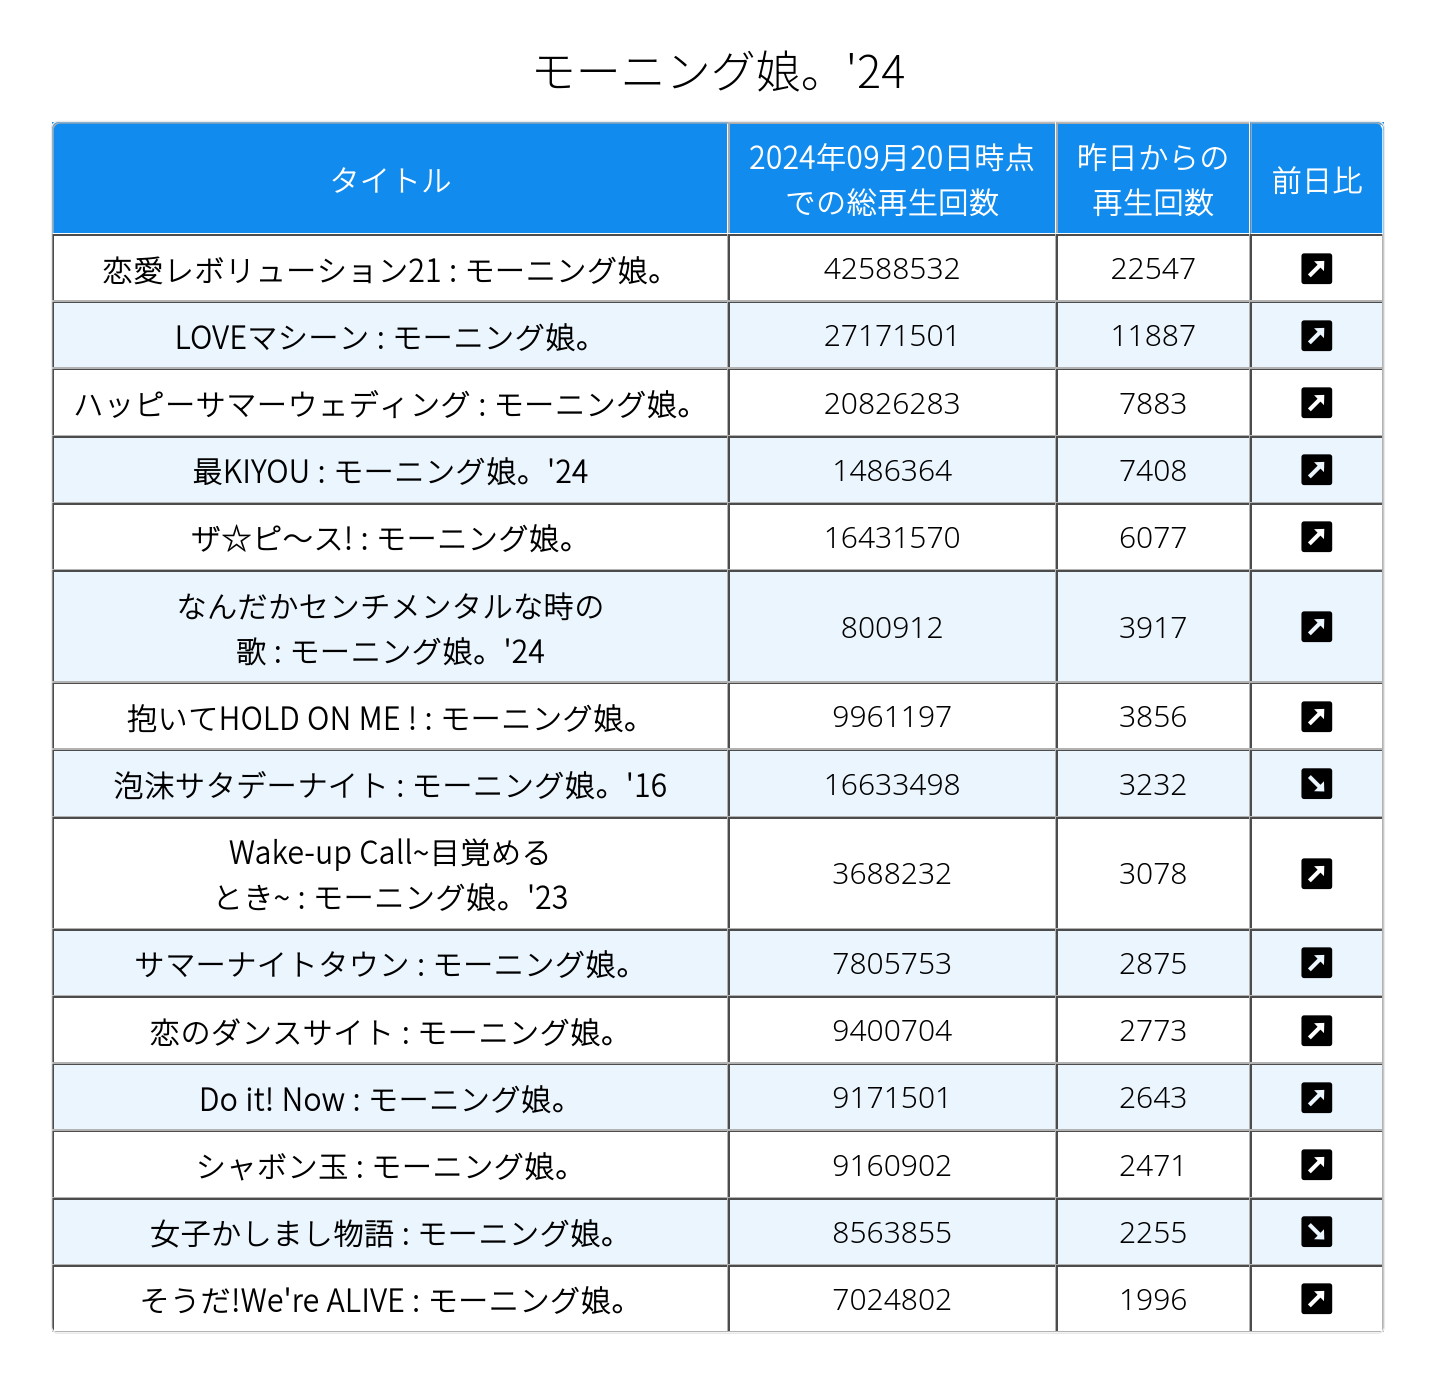 モーニング娘。'24
タイトル
2024年09月20日時点
での総再生回数
昨日からの
再生回数
前日比
恋愛レボリューション21 : モーニング娘。 42588532 22547
LOVEマシーン : モーニング娘。 27171501 11887
ハッピーサマーウェディング : モーニング娘。 20826283 7883
最KIYOU : モーニング娘。'24 1486364 7408
ザ☆ピ〜ス! : モーニング娘。 16431570 6077
なんだかセンチメンタルな時の
歌 : モーニング娘。'24 800912 3917
抱いてHOLD ON ME ! : モーニング娘。 9961197 3856
泡沫サタデーナイト : モーニング娘。'16 16633498 3232
Wake-up Call~目覚める
とき~ : モーニング娘。'23 3688232 3078
サマーナイトタウン : モーニング娘。 7805753 2875
恋のダンスサイト : モーニング娘。 9400704 2773
Do it! Now : モーニング娘。 9171501 2643
シャボン玉 : モーニング娘。 9160902 2471
女子かしまし物語 : モーニング娘。 8563855 2255
そうだ!We're ALIVE : モーニング娘。 7024802 1996